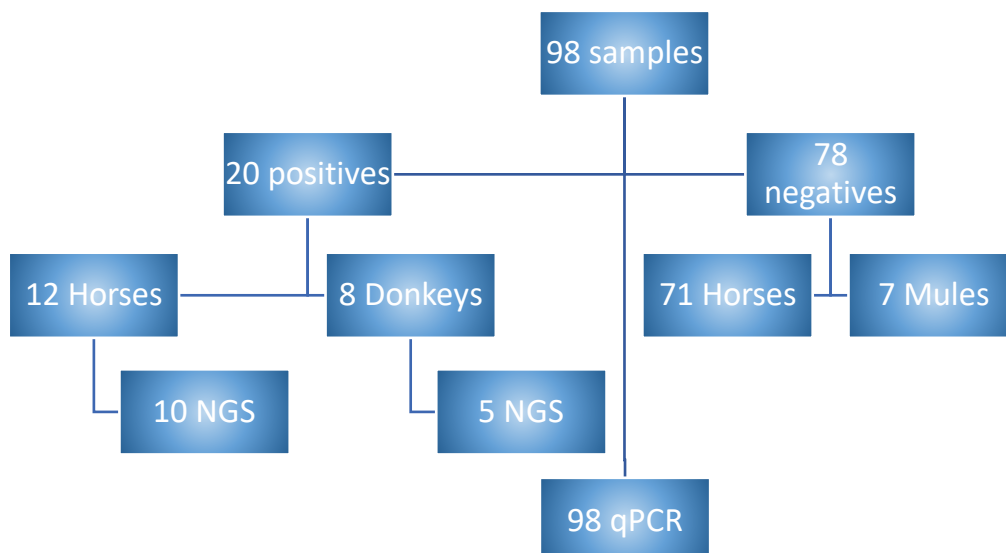 98 samples
20 positives
78
negatives
12 Horses
8 Donkeys
71 Horses
7 Mules
10 NGS
5 NGS
98 qPCR